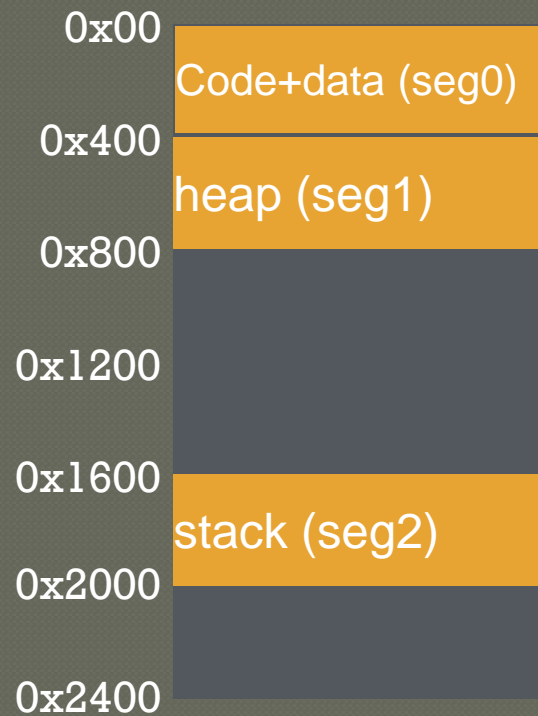 0x00
Code+data (seg0)
0x400
heap (seg1)
0x800
0x1200
0x1600
stack (seg2)
0x2000
0x2400